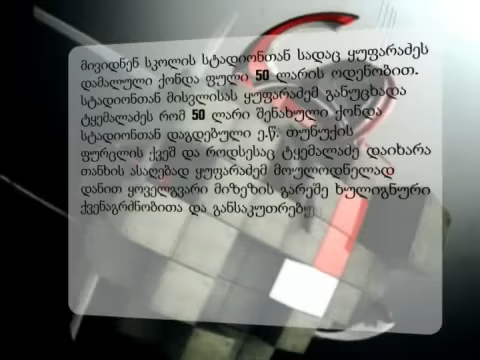 მივიდნენ სკოლის სტადიონთან სადაც ყუფარაძეს
დამალული ქონდა ფული 50 ლარის ოდენობით.
სტადიონთან მისვლისას ყუფარაძემ განუცხადა
ტყემალაძეს რომ 50 ლარი შენახული ქონდა
სტადიონთან დაგდებული ე.წ. თუნუქის
ფურცლის ქვეშ და როდსესაც ტყემალაძე დაიხარა
თანხის ასაღებად ყუფარაძემ მოულოდნელად
დანით ყოველგვარი მიზეზის გარეშე ხულიგნური
ქვენაგრძნობითა და განსაკუთრებუ